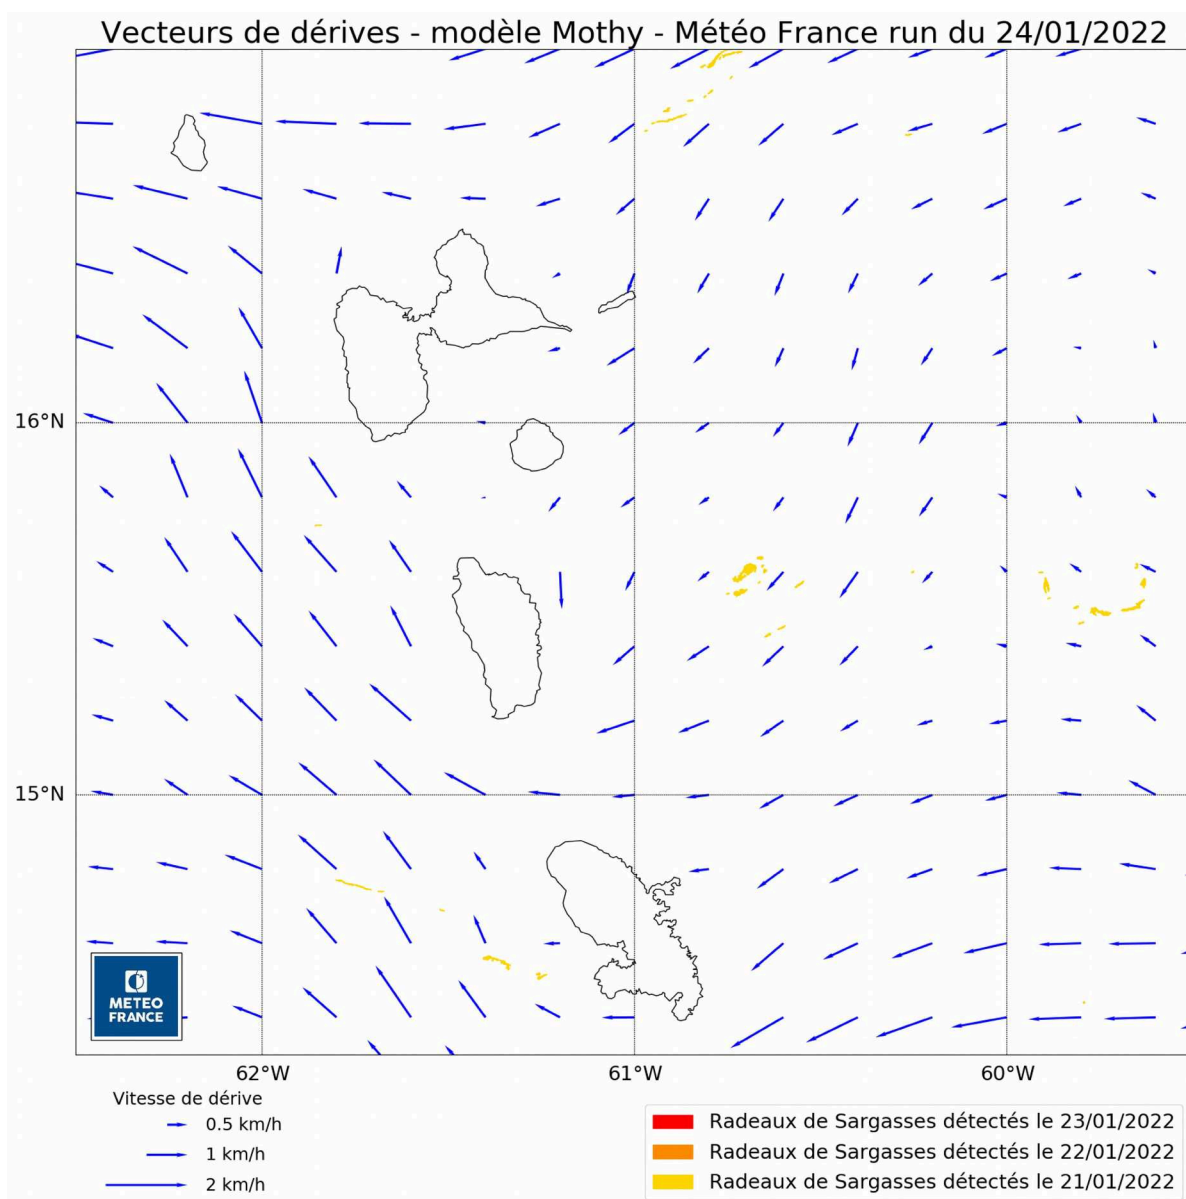 Vecteurs de dérives - modèle Mothy - Météo France run du 24/01/2022
16°N
15°N
METEO
FRANCE
62°W
61°W
60°W
Vitesse de dérive
0.5 km/h
1 km/h
2 km/h
Radeaux de Sargasses détectés le 23/01/2022
Radeaux de Sargasses détectés le 22/01/2022
Radeaux de Sargasses détectés le 21/01/2022